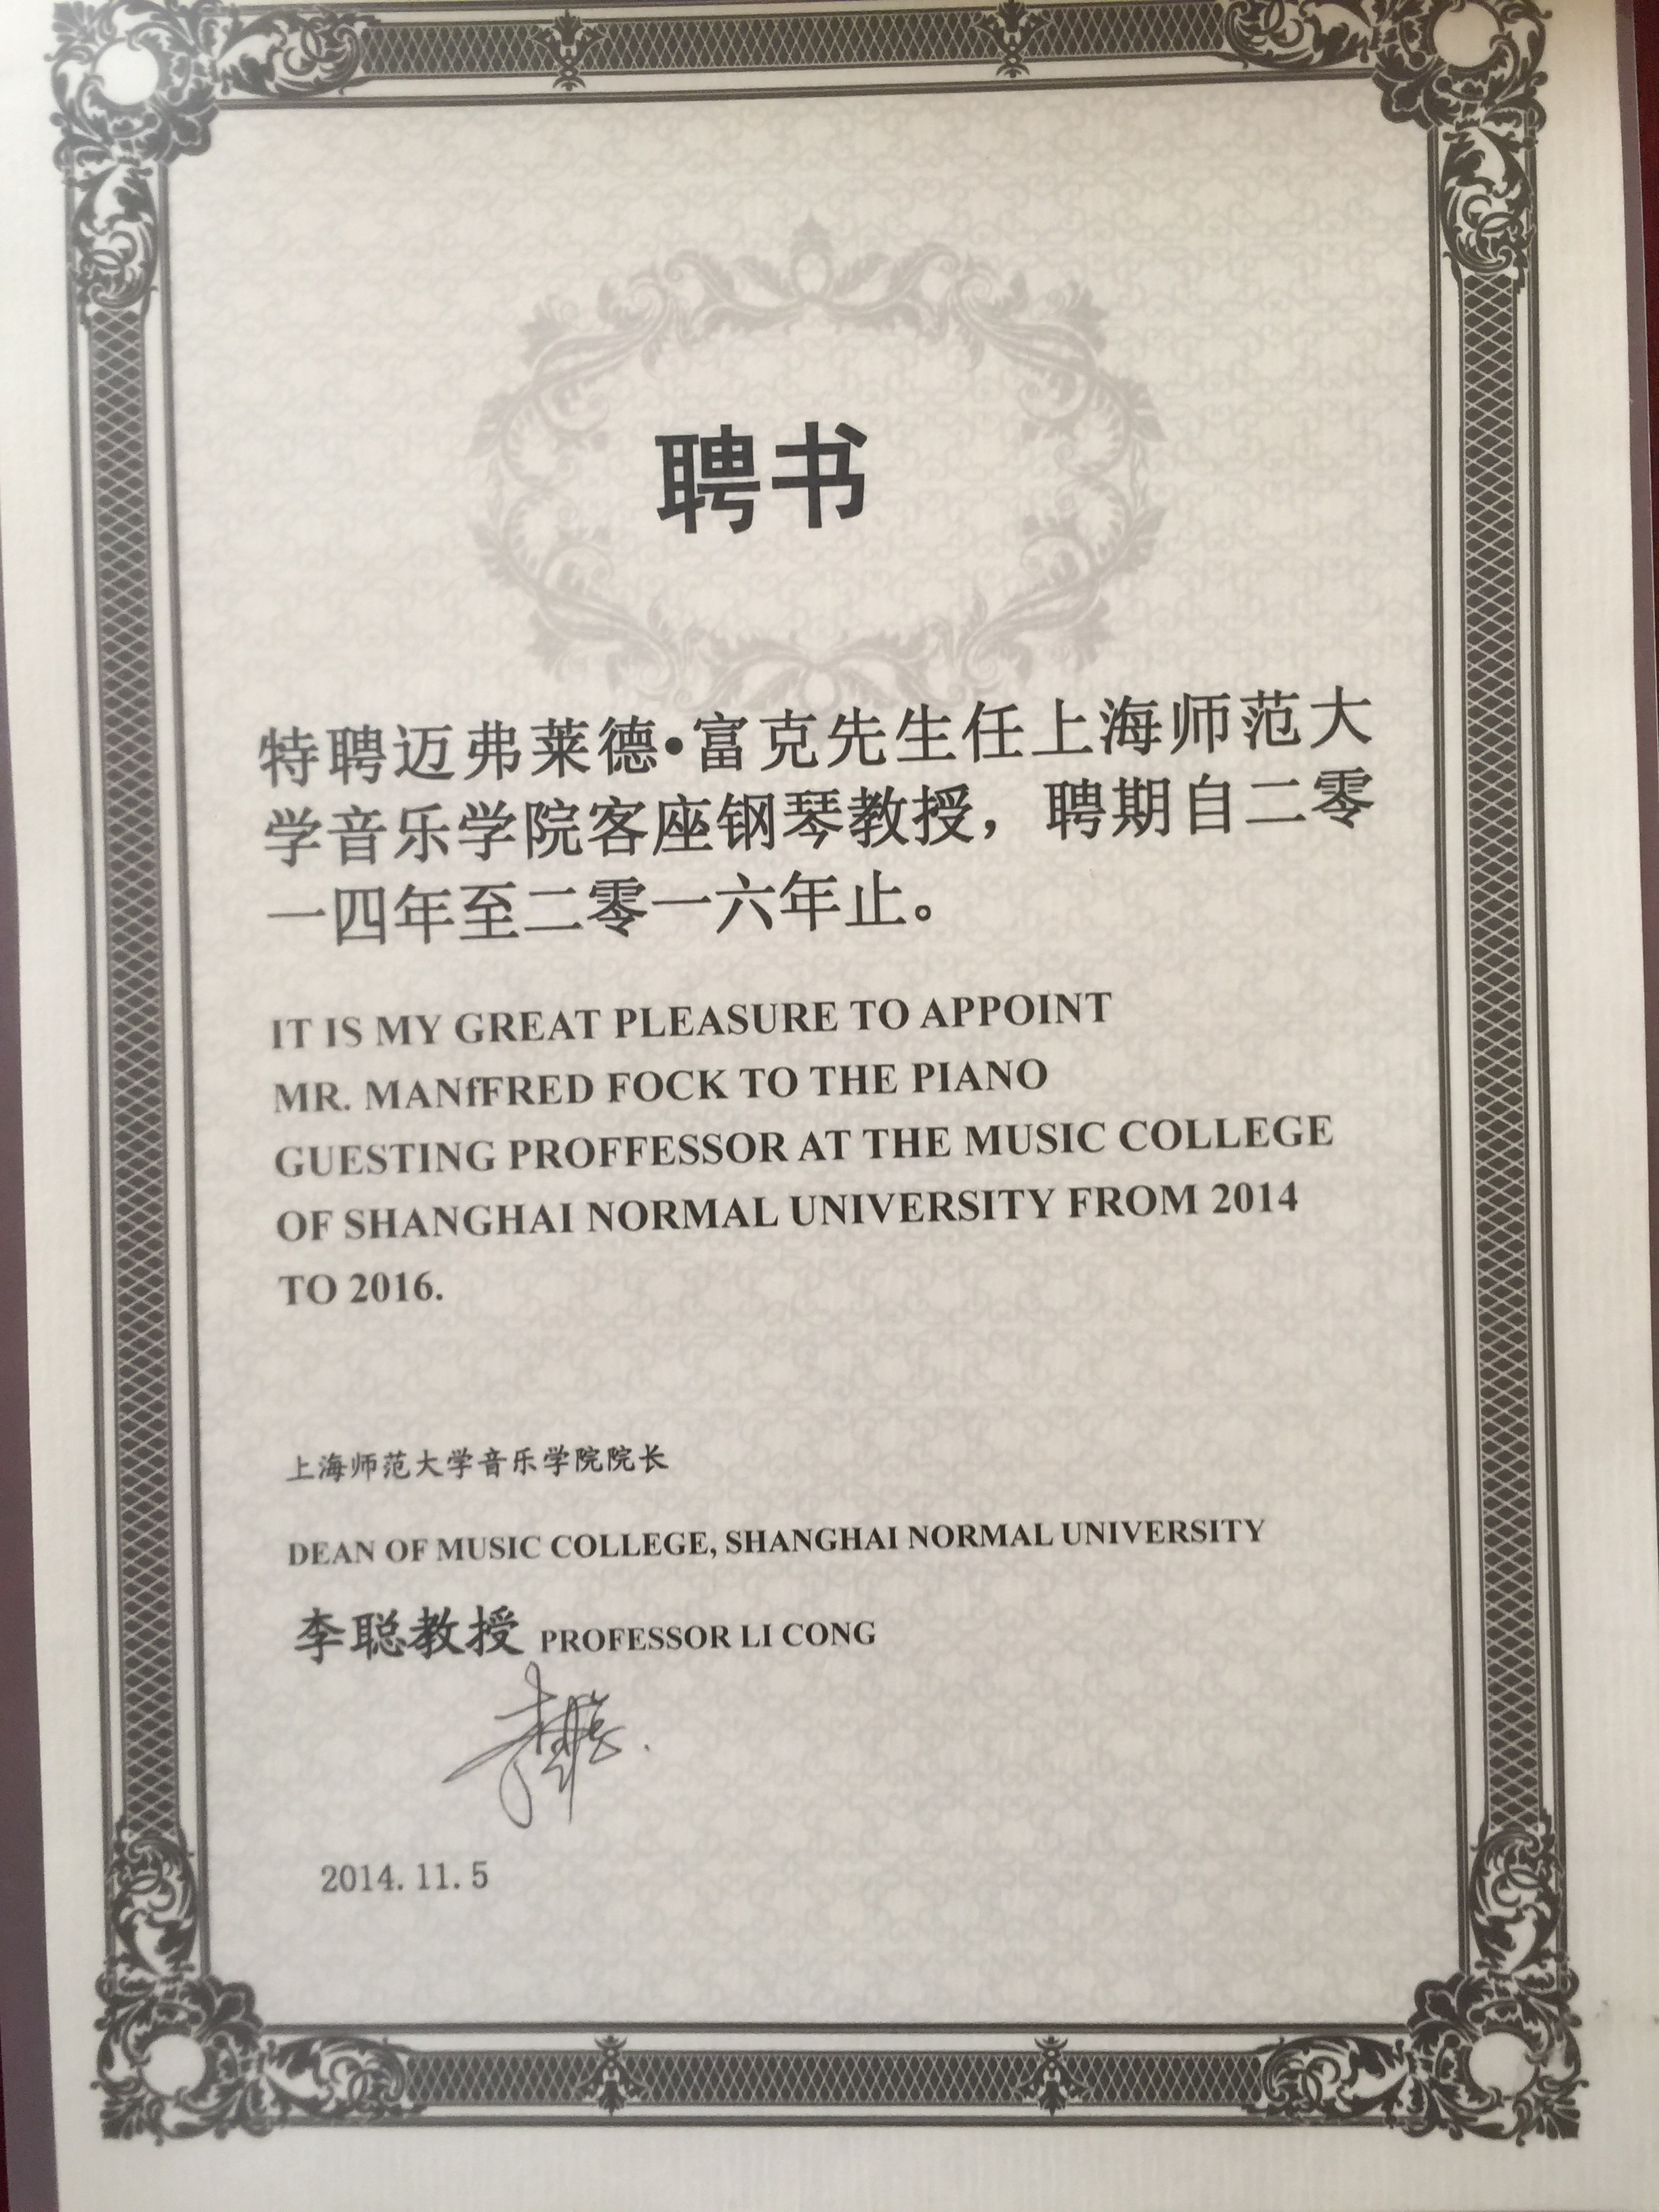 聘书
特聘迈弗莱德•富克先生任上海师范大
学音乐学院客座钢琴教授，聘期自二零
一四年至二零一六年止。
IT IS MY GREAT PLEASURE TO APPOINT
MR. MANfFRED FOCK TO THE PIANO
GUESTING PROFFESSOR AT THE MUSIC COLLEGE
OF SHANGHAI NORMAL UNIVERSITY FROM 2014
TO 2016.
上海师范大学音乐学院院长
DEAN OF MUSIC COLLEGE, SHANGHAI NORMAL UNIVERSITY
李聪教授 PROFESSOR LI CONG
2014.11.5